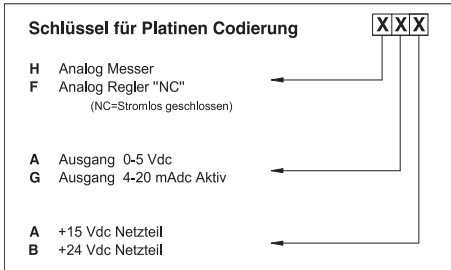 Schlüssel für Platinen Codierung XXX
H Analog Messer
F Analog Regler "NC"
(NC=Stromlos geschlossen)
A Ausgang 0-5 Vdc
G Ausgang 4-20 mAdc Aktiv
A +15 Vdc Netzteil
B +24 Vdc Netzteil